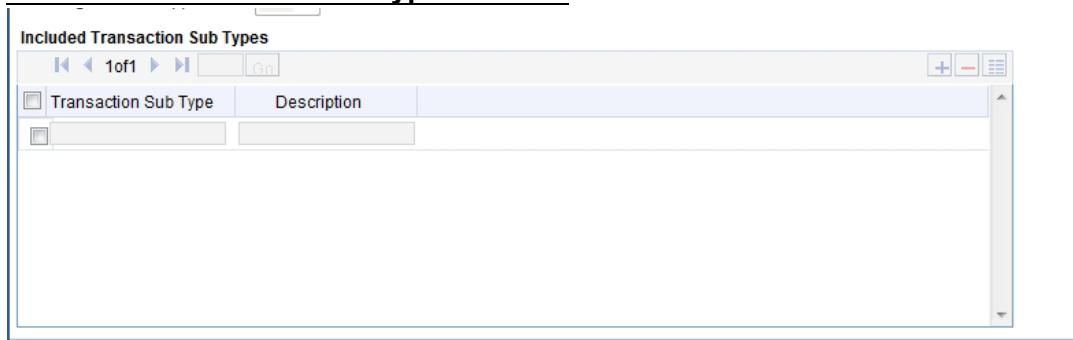 Included Transaction Sub Types
1of1 Go
Transaction Sub Type Description